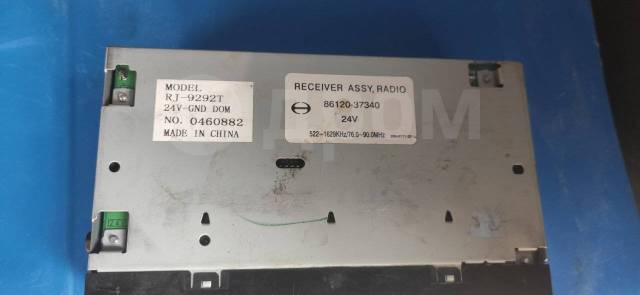 MODEL
RJ-9292T
24V-GND DOM
NO. 0460882
MADE IN CHINA
RECEIVER ASSY, RADIO
86120-37340
24V
522~1629KHz/76.0~90.0MHz
ДРОМ